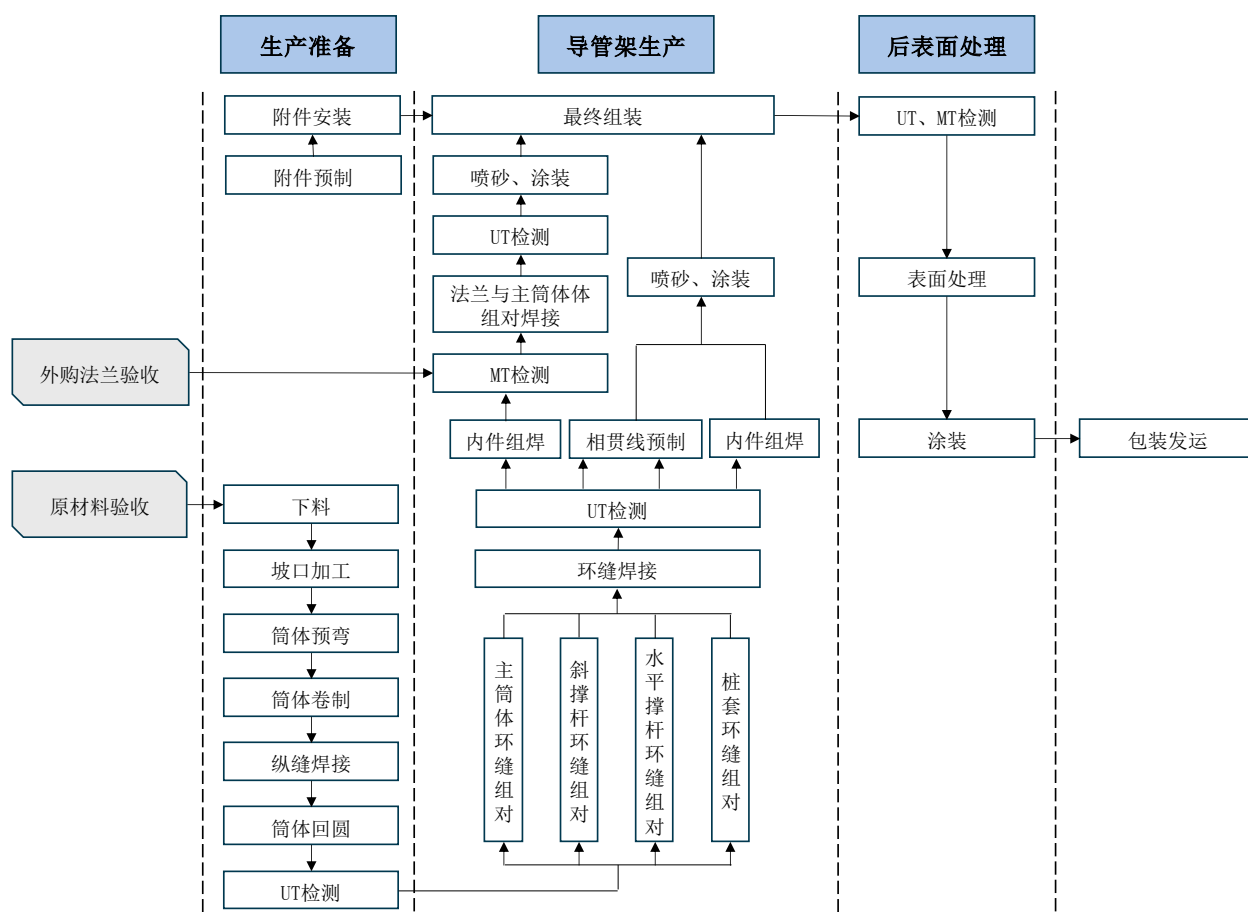 生产准备
导管架生产
后表面处理
附件安装
最终组装
UT、MT检测
附件预制
喷砂、涂装
UT检测
喷砂、涂装
表面处理
法兰与主筒体体
组对焊接
外购法兰验收
MT检测
内件组焊
相贯线预制
内件组焊
涂装
包装发运
原材料验收
下料
UT检测
坡口加工
环缝焊接
筒体预弯
筒体卷制
纵缝焊接
筒体回圆
UT检测
主筒体环缝组对
斜撑杆环缝组对
水平撑杆环缝组对
桩套环缝组对